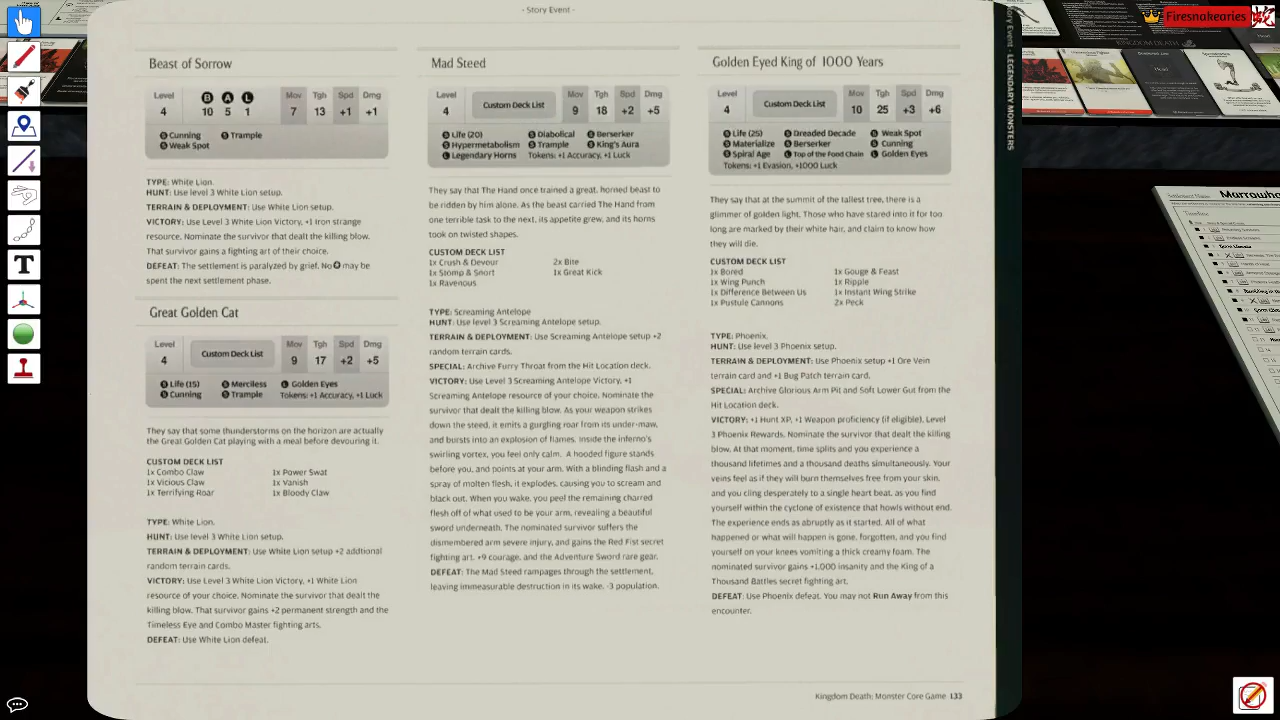 - Story Event -
Beast of Sorrow
Level B A L Mov Tgh Spd Dmg
4 10 5 1 7
Cunning Trample
Weak Spot
TYPE: White Lion.
HUNT: Use level 3 White Lion setup.
TERRAIN & DEPLOYMENT: Use White Lion setup.
VICTORY: Use Level 3 White Lion Victory, +1 Iron strange
resource. Nominate the survivor that dealt the killing blow.
That survivor gains a fighting art of their choice.
DEFEAT: The settlement is paralyzed by grief. No may be
spent the next settlement phase.
Great Golden Cat
Level Custom Deck List Mov Tgh Spd Dmg
4 9 17 +2 +5
Life (15) Merciless Golden Eyes
Cunning Trample Tokens: +1 Accuracy, +1 Luck
They say that some thunderstorms on the horizon are actually
the Great Golden Cat playing with a meal before devouring it.
CUSTOM DECK LIST
1x Combo Claw 1x Power Swat
1x Vicious Claw 1x Vanish
1x Terrifying Roar 1x Bloody Claw
TYPE: White Lion.
HUNT: Use level 3 White Lion setup.
TERRAIN & DEPLOYMENT: Use White Lion setup +2 addtional
random terrain cards.
VICTORY: Use Level 3 White Lion Victory, +1 White Lion
resource of your choice. Nominate the survivor that dealt the
killing blow. That survivor gains +2 permanent strength and the
Timeless Eye and Combo Master fighting arts.
DEFEAT: Use White Lion defeat.
Mad Steed
Level Custom Deck List Tgh Spd Dmg
4 +5
Life (20) Diabolical Berserker
Hypermetabolism Trample King's Aura
Legendary Horns Tokens: +1 Accuracy, +1 Luck
They say that The Hand once trained a great, horned beast to
be ridden by him alone. As the beast carried The Hand from
one terrible task to the next, its appetite grew, and its horns
took on twisted shapes.
CUSTOM DECK LIST
1x Crush & Devour 2x Bite
1x Stomp & Snort 1x Great Kick
1x Ravenous
TYPE: Screaming Antelope
HUNT: Use level 3 Screaming Antelope setup.
TERRAIN & DEPLOYMENT: Use Screaming Antelope setup +2
random terrain cards.
SPECIAL: Archive Furry Throat from the Hit Location deck.
VICTORY: Use Level 3 Screaming Antelope Victory, +1
Screaming Antelope resource of your choice. Nominate the
survivor that dealt the killing blow. As your weapon strikes
down the steed, it emits a girgling roar from its under-maw,
and bursts into an explosion of flames. Inside the inferno's
swirling vortex, you feel only calm. A hooded figure stands
before you, and points at your arm. With a blinding flash and a
spray of molten flesh, it explodes, causing you to scream and
black out. When you wake, you peel the remaining charred
flesh off of what used to be your arm, revealing a beautiful
sword underneath. The nominated survivor suffers the
dismembered arm severe injury, and gains the Red Fist secret
fighting art, +9 courage, and the Adventure Sword rare gear.
DEFEAT: The Mad Steed rampages through the settlement,
leaving immeasurable destruction in its wake, -3 population.
Golden Eyed King of 1000 Years
Level Custom Deck List Mov Tgh Spd Dmg
4 10 25 +3 +6
Life (25) Dreaded Decade Weak Spot
Materialize Berserker Cunning
Spiral Age Top of the Food Chain Golden Eyes
Tokens: +1 Evasion, +1000 Luck
They say that at the summit of the tallest tree, there is a
glimmer of golden light. Those who have stared into it for too
long are marked by their white hair, and claim to know how
they will die.
CUSTOM DECK LIST
1x Bored 1x Gouge & Feast
1x Wing Punch 1x Ripple
1x Difference Between Us 1x Instant Wing Strike
1x Pustule Cannons 2x Peck
TYPE: Phoenix.
HUNT: Use level 3 Phoenix setup.
TERRAIN & DEPLOYMENT: Use Phoenix setup +1 Ore Vein
terrain card and +1 Bug Patch terrain card.
SPECIAL: Archive Glorious Arm Pit and Soft Lower Gut from the
Hit Location deck.
VICTORY: +1 Hunt XP, +1 Weapon proficiency (if eligible), Level
3 Phoenix Rewards. Nominate the survivor that dealt the killing
blow. At that moment, time splits and you experience a
thousand lifetimes and a thousand deaths simultaneously. Your
veins feel as if they will burn themselves free from your skin,
and you cling desperately to a single heart beat, as you find
yourself within the cyclone of existence that howls without end.
The experience ends as abruptly as it started. All of what
happened or what will happen is gone, forgotten, and you find
yourself on your knees vomiting a thick creamy foam. The
nominated survivor gains +1,000 insanity and the King of a
Thousand Battles secret fighting art.
DEFEAT: Use Phoenix defeat. You may not Run Away from this
encounter.
Kingdom Death: Monster Core Game 133
Story Event - LEGENDARY MONSTERS
Firesnakearies
KINGDOM DEATH
Marrowho
Timeline
T